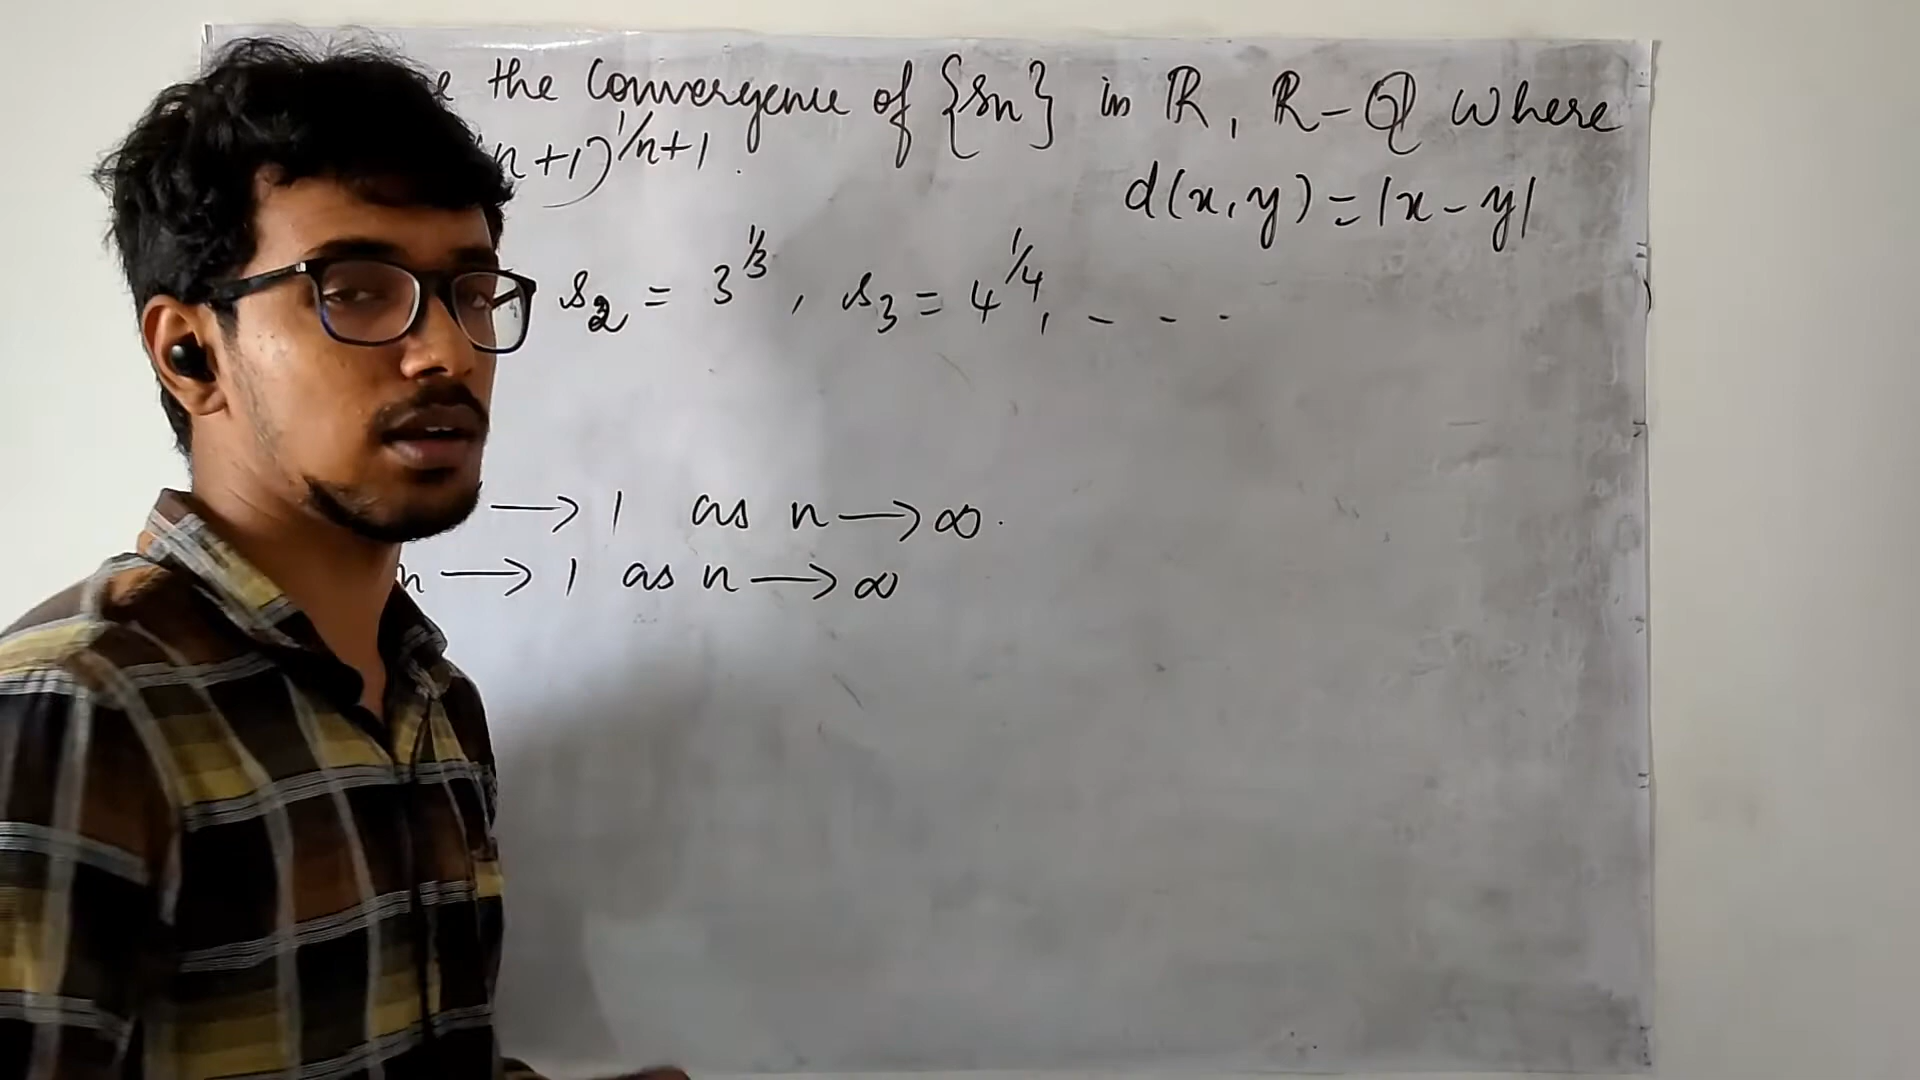 the Convergence of {sn} in ℝ, ℝ-ℚ where
n+1)^1/n+1.
d(x,y) = |x-y|
s2 = 3^1/3, s3 = 4^1/4, - - -
⟶ 1 as n ⟶ ∞.
n ⟶ 1 as n ⟶ ∞